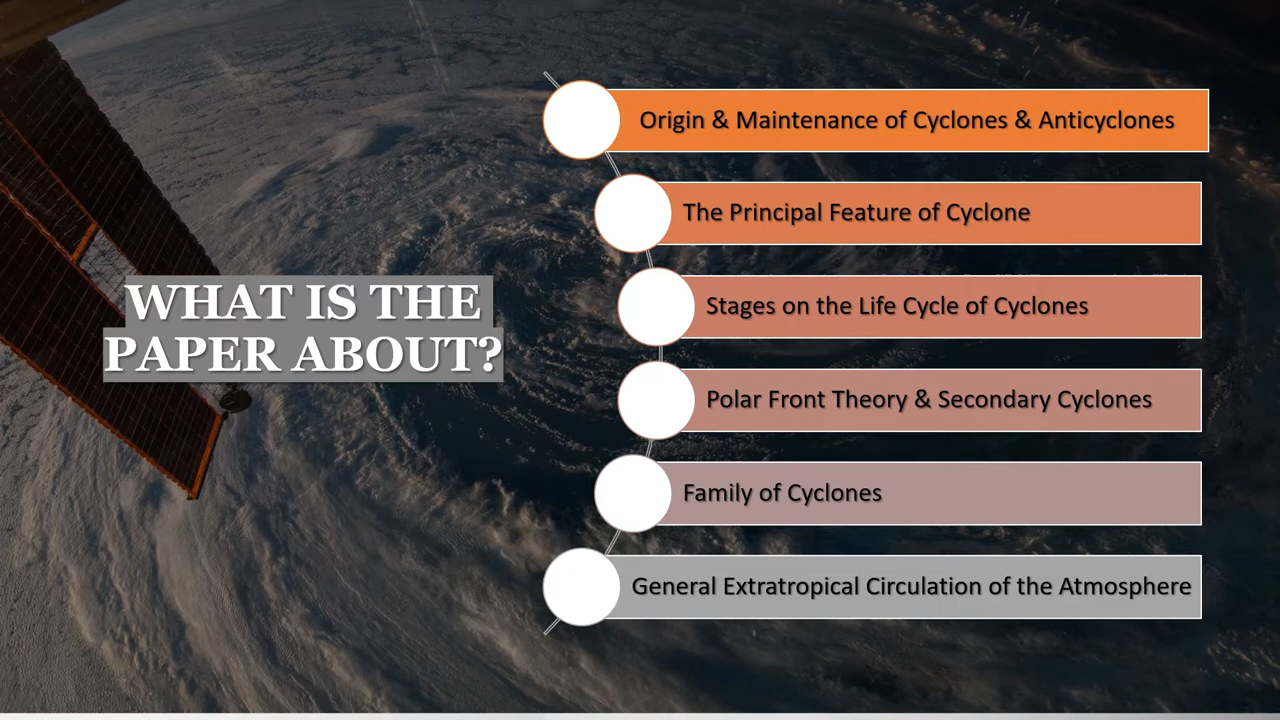 WHAT IS THE
PAPER ABOUT?
Origin & Maintenance of Cyclones & Anticyclones
The Principal Feature of Cyclone
Stages on the Life Cycle of Cyclones
Polar Front Theory & Secondary Cyclones
Family of Cyclones
General Extratropical Circulation of the Atmosphere